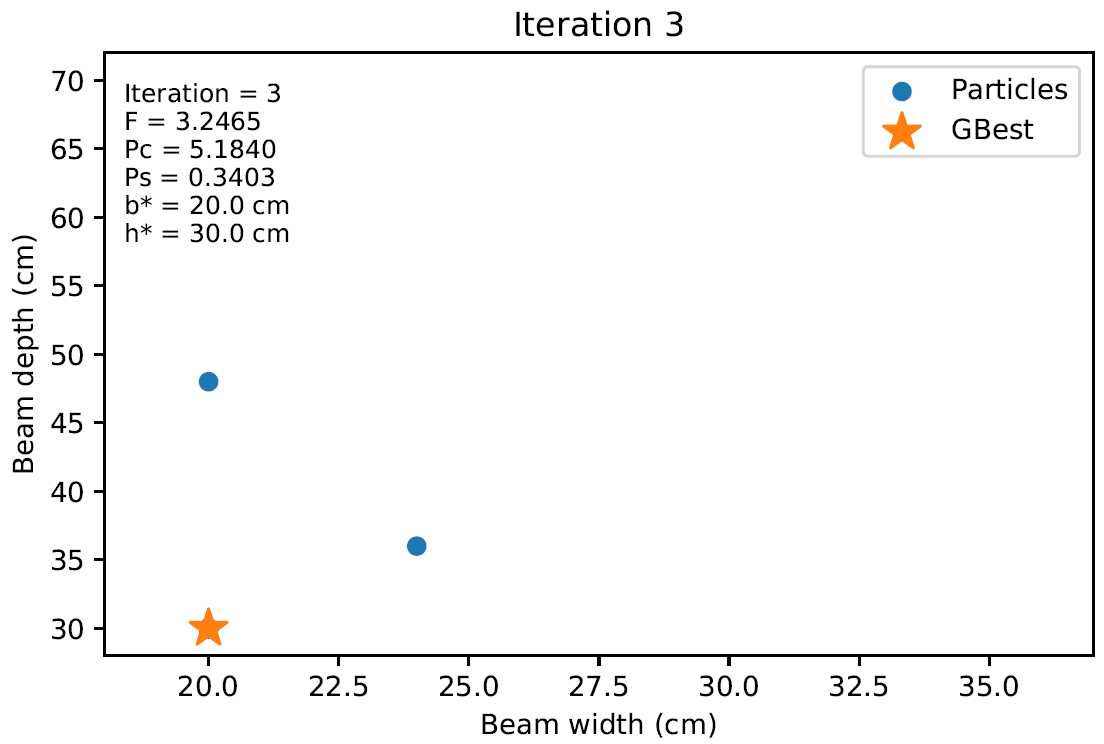 Iteration 3
Iteration = 3
F = 3.2465
Pc = 5.1840
Ps = 0.3403
b* = 20.0 cm
h* = 30.0 cm
Particles
GBest
Beam depth (cm)
70
65
60
55
50
45
40
35
30
20.0 22.5 25.0 27.5 30.0 32.5 35.0
Beam width (cm)